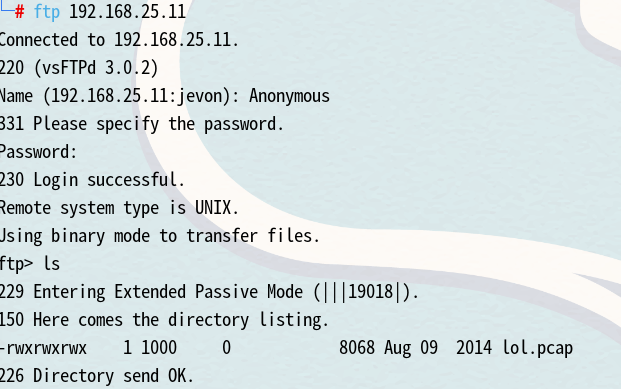 # ftp 192.168.25.11
Connected to 192.168.25.11.
220 (vsFTPd 3.0.2)
Name (192.168.25.11:jevon): Anonymous
331 Please specify the password.
Password:
230 Login successful.
Remote system type is UNIX.
Using binary mode to transfer files.
ftp> ls
229 Entering Extended Passive Mode (|||19018|).
150 Here comes the directory listing.
-rwxrwxrwx    1 1000     0            8068 Aug 09  2014 lol.pcap
226 Directory send OK.